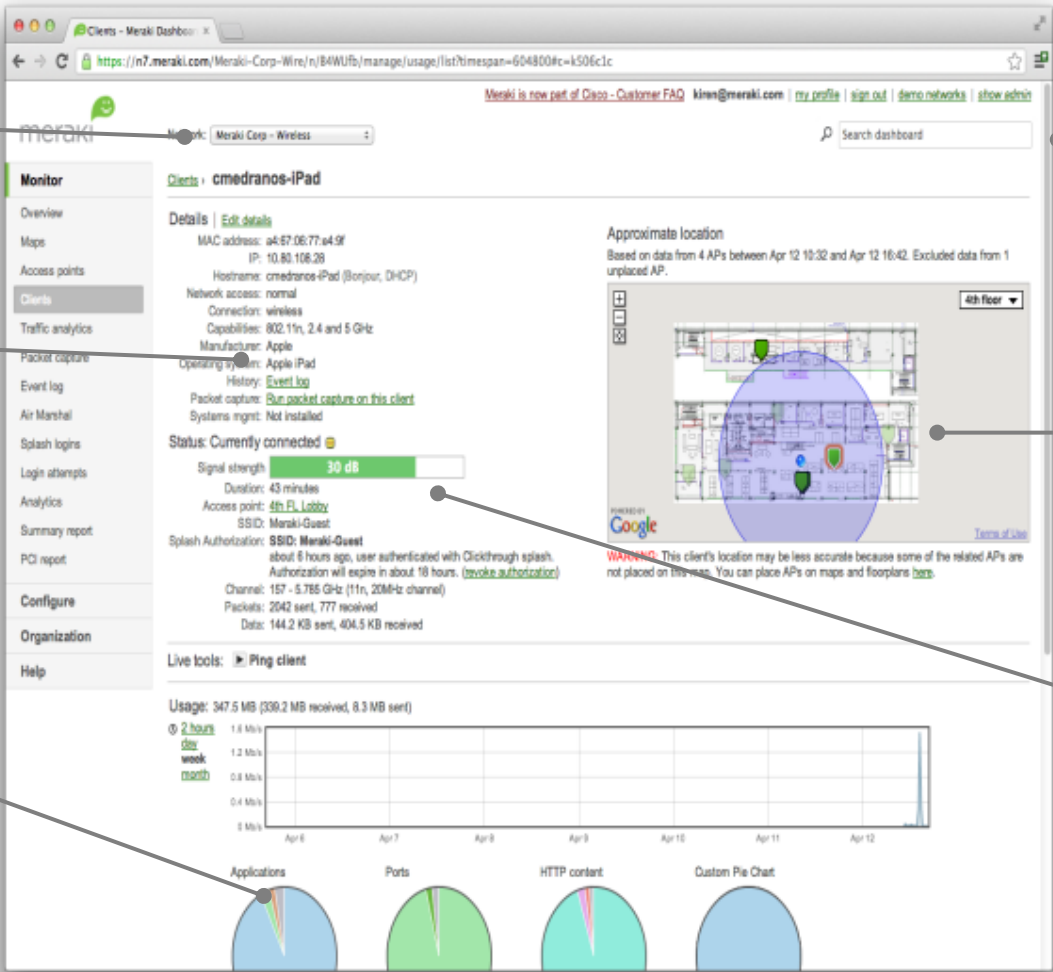 Clients - Meraki Dashboar
https://n7.meraki.com/Meraki-Corp-Wire/n/B4WUfb/manage/usage/list?timespan=604800#c=k506c1c
Meraki is now part of Cisco - Customer FAQ kiren@meraki.com | my profile | sign out | demo networks | show admin
meraki
Network: Meraki Corp - Wireless
Search dashboard
Monitor
Overview
Maps
Access points
Clients
Traffic analytics
Packet capture
Event log
Air Marshal
Splash logins
Login attempts
Analytics
Summary report
PCI report
Configure
Organization
Help
Clients › cmedranos-iPad
Details | Edit details
MAC address: a4:67:06:77:e4:9f
IP: 10.80.106.28
Hostname: cmedranos-iPad (Bonjour, DHCP)
Network access: normal
Connection: wireless
Capabilities: 802.11n, 2.4 and 5 GHz
Manufacturer: Apple
Operating system: Apple iPad
History: Event log
Packet capture: Run packet capture on this client
Systems mgmt: Not installed
Status: Currently connected
Signal strength 30 dB
Duration: 43 minutes
Access point: 4th FL Lobby
SSID: Meraki-Guest
Splash Authorization: SSID: Meraki-Guest
about 6 hours ago, user authenticated with Clickthrough splash.
Authorization will expire in about 18 hours. (revoke authorization)
Channel: 157 - 5.785 GHz (11n, 20MHz channel)
Packets: 2042 sent, 777 received
Data: 144.2 KB sent, 404.5 KB received
Approximate location
Based on data from 4 APs between Apr 12 10:32 and Apr 12 16:42. Excluded data from 1
unplaced AP.
4th floor
POWERED BY
Google
Terms of Use
WARNING: This client's location may be less accurate because some of the related APs are
not placed on this map. You can place APs on maps and floorplans here.
Live tools: Ping client
Usage: 347.5 MB (339.2 MB received, 8.3 MB sent)
2 hours
day
week
month
1.6 Mb/s
1.2 Mb/s
0.8 Mb/s
0.4 Mb/s
0 Mb/s
Apr 6 Apr 7 Apr 8 Apr 9 Apr 10 Apr 11 Apr 12
Applications Ports HTTP content Custom Pie Chart